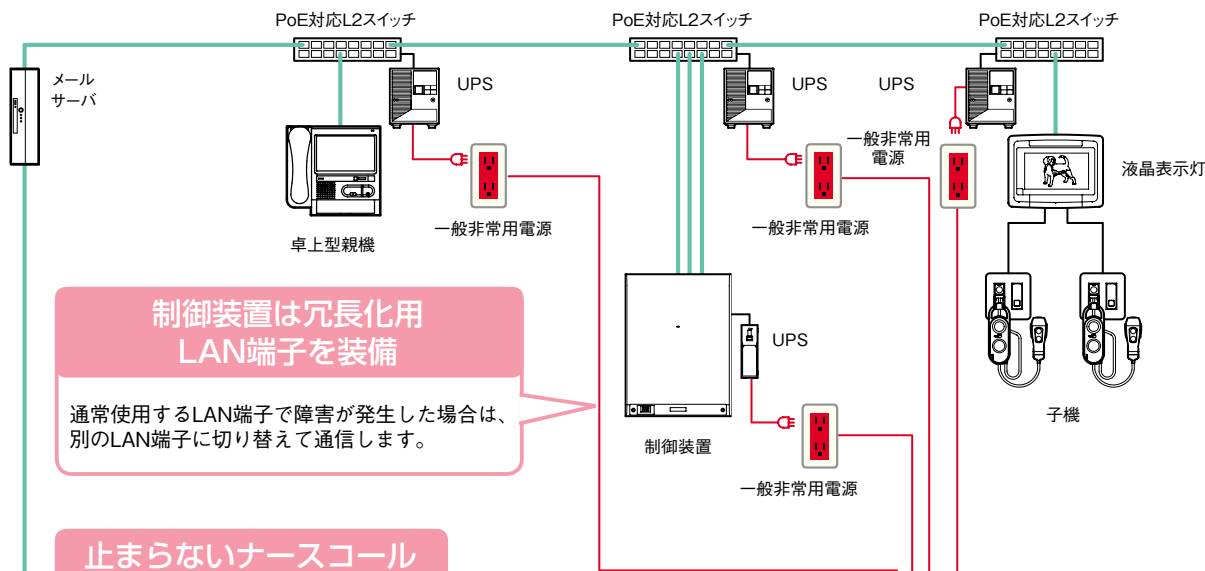 PoE対応L2スイッチ
PoE対応L2スイッチ
PoE対応L2スイッチ
メール
サーバ
UPS
UPS
UPS
一般非常用
電源
液晶表示灯
一般非常用電源
一般非常用電源
卓上型親機
制御装置は冗長化用
LAN端子を装備
通常使用するLAN端子で障害が発生した場合は、
別のLAN端子に切り替えて通信します。
UPS
子機
制御装置
一般非常用電源
止まらないナースコール